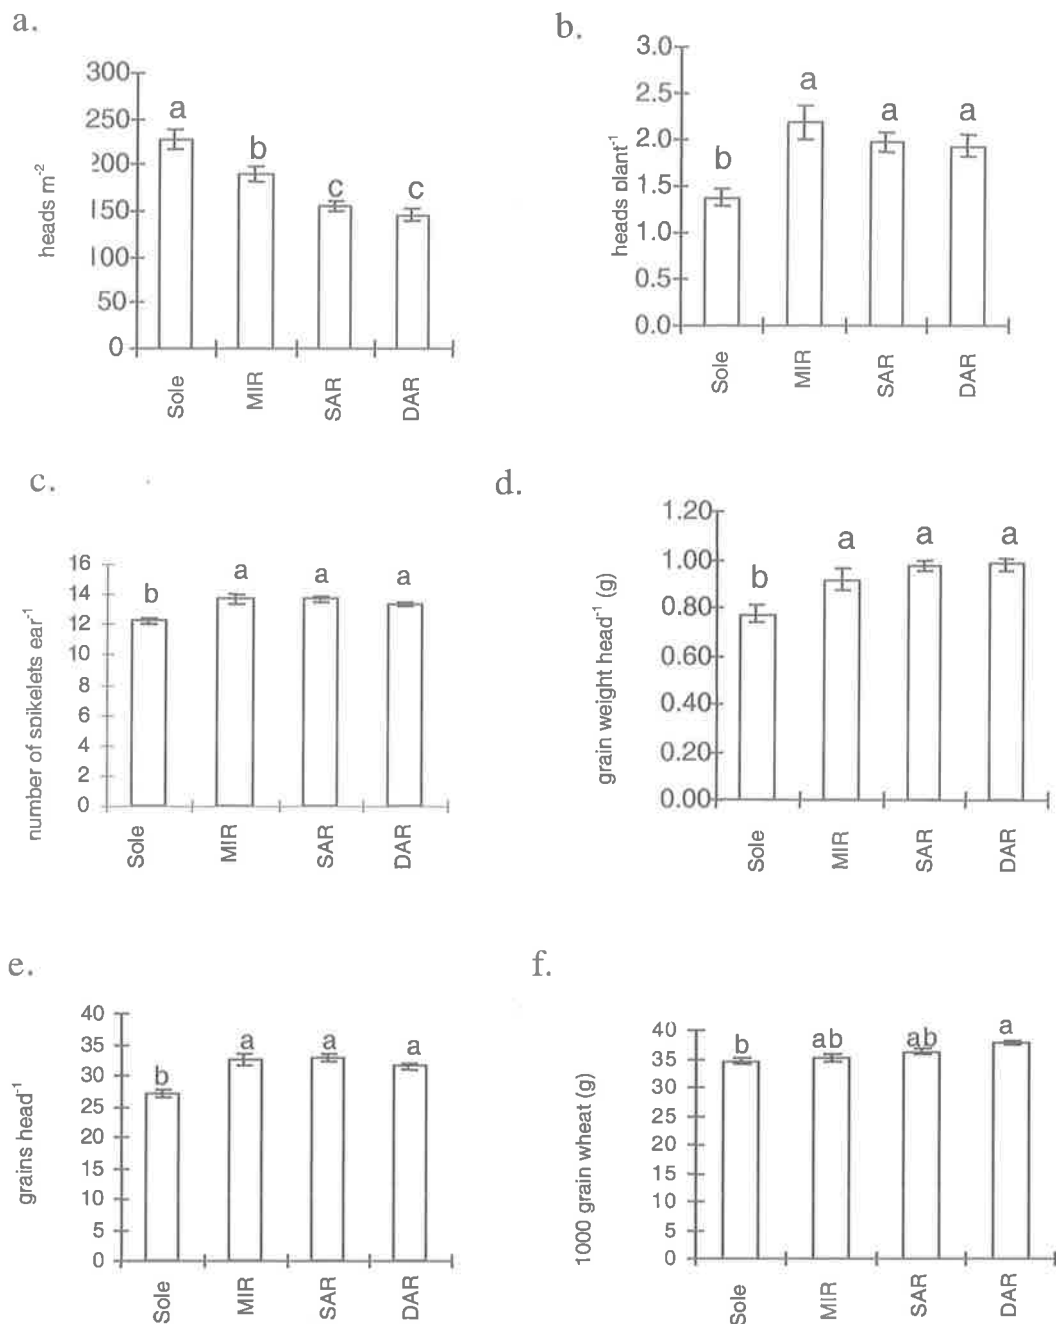 a.
300
250
200
150
100
50
0
heads m⁻²
a
b
c
c
Sole
MIR
SAR
DAR
b.
3.0
2.5
2.0
1.5
1.0
0.5
0.0
heads plant⁻¹
b
a
a
a
Sole
MIR
SAR
DAR
c.
16
14
12
10
8
6
4
2
0
number of spikelets ear⁻¹
b
a
a
a
Sole
MIR
SAR
DAR
d.
1.20
1.00
0.80
0.60
0.40
0.20
0.00
grain weight head⁻¹ (g)
b
a
a
a
Sole
MIR
SAR
DAR
e.
40
35
30
25
20
15
10
5
0
grains head⁻¹
b
a
a
a
Sole
MIR
SAR
DAR
f.
40
35
30
25
20
15
10
5
0
1000 grain wheat (g)
b
ab
ab
a
Sole
MIR
SAR
DAR